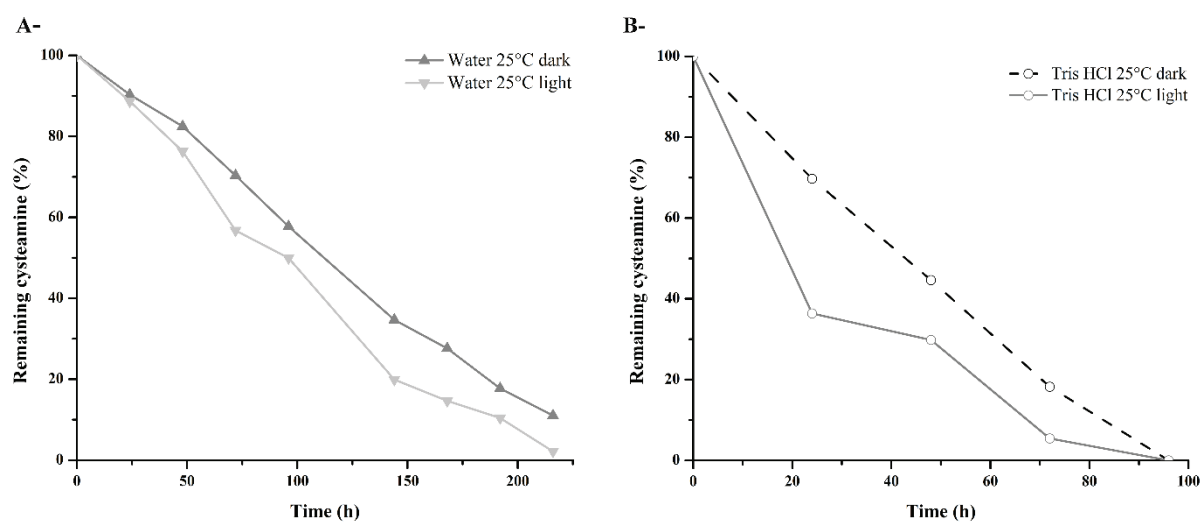 A-
Water 25°C dark
Water 25°C light
Remaining cysteamine (%)
100
80
60
40
20
0
0 50 100 150 200
Time (h)
B-
Tris HCl 25°C dark
Tris HCl 25°C light
Remaining cysteamine (%)
100
80
60
40
20
0
0 20 40 60 80 100
Time (h)